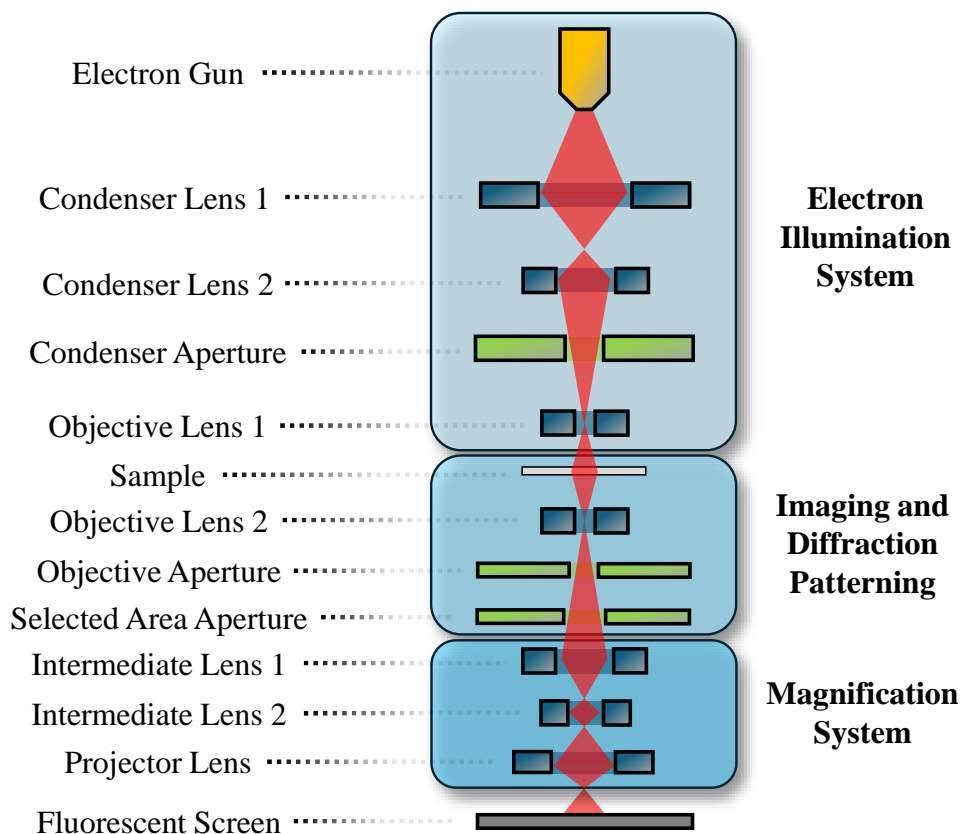 Electron Gun
Condenser Lens 1
Electron
Illumination
System
Condenser Lens 2
Condenser Aperture
Objective Lens 1
Sample
Objective Lens 2
Imaging and
Diffraction
Patterning
Objective Aperture
Selected Area Aperture
Intermediate Lens 1
Intermediate Lens 2
Magnification
System
Projector Lens
Fluorescent Screen